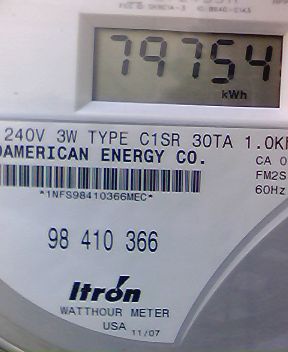 79754
kWh
240V 3W TYPE C1SR 30TA 1.0K
AMERICAN ENERGY CO.
CA 0
FM2S
60Hz
*1NFS98410366MEC*
98 410 366
Itron
WATTHOUR METER
USA 11/07